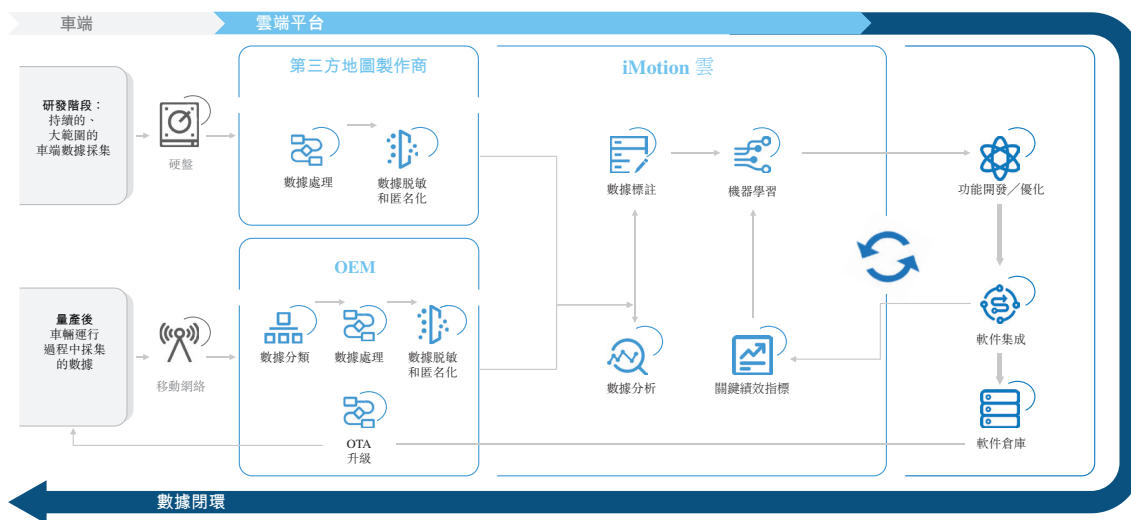 車端
雲端平台
第三方地圖製作商
iMotion 雲
研發階段：
持續的、
大範圍的
車端數據採集
硬盤
數據處理
數據脫敏
和匿名化
數據標註
機器學習
功能開發／優化
OEM
量產後
車輛運行
過程中採集
的數據
移動網絡
數據分類
數據處理
數據脫敏
和匿名化
數據分析
關鍵績效指標
軟件集成
OTA
升級
軟件倉庫
數據閉環